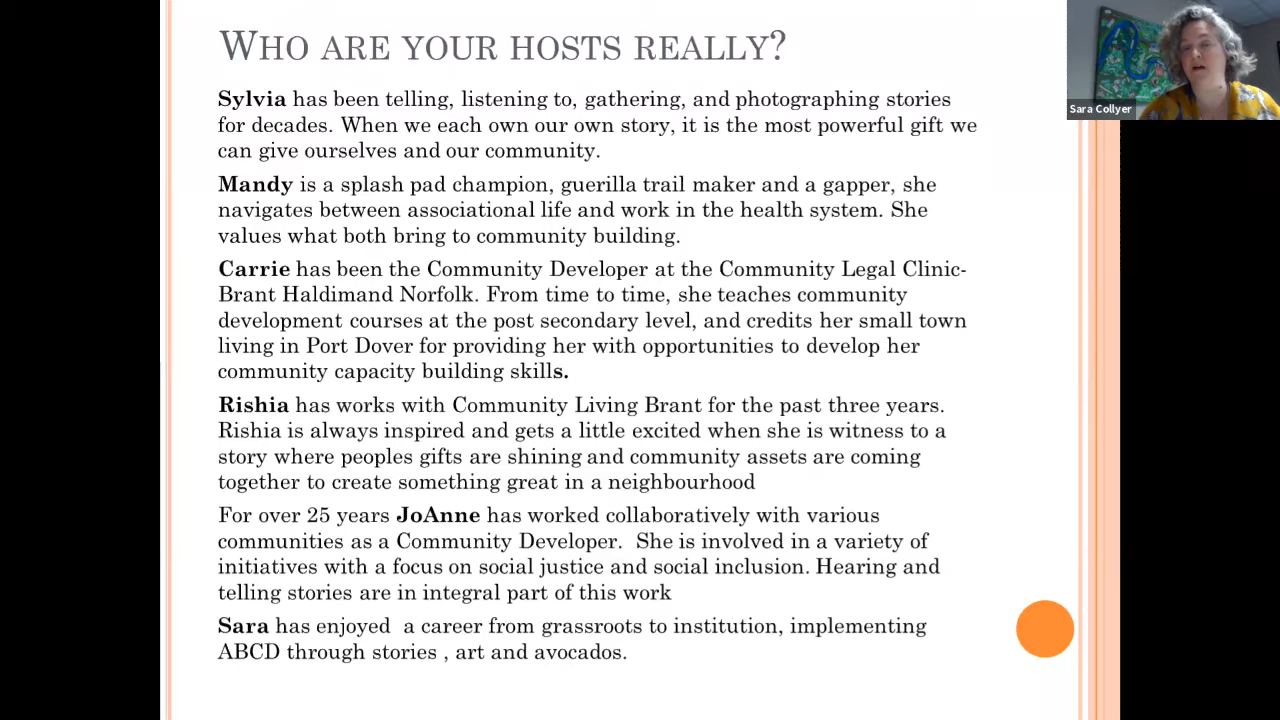 WHO ARE YOUR HOSTS REALLY?
Sylvia has been telling, listening to, gathering, and photographing stories
for decades. When we each own our own story, it is the most powerful gift we
can give ourselves and our community.
Mandy is a splash pad champion, guerilla trail maker and a gapper, she
navigates between associational life and work in the health system. She
values what both bring to community building.
Carrie has been the Community Developer at the Community Legal Clinic-
Brant Haldimand Norfolk. From time to time, she teaches community
development courses at the post secondary level, and credits her small town
living in Port Dover for providing her with opportunities to develop her
community capacity building skills.
Rishia has works with Community Living Brant for the past three years.
Rishia is always inspired and gets a little excited when she is witness to a
story where peoples gifts are shining and community assets are coming
together to create something great in a neighbourhood
For over 25 years JoAnne has worked collaboratively with various
communities as a Community Developer.  She is involved in a variety of
initiatives with a focus on social justice and social inclusion. Hearing and
telling stories are in integral part of this work
Sara has enjoyed  a career from grassroots to institution, implementing
ABCD through stories , art and avocados.
Sara Collyer